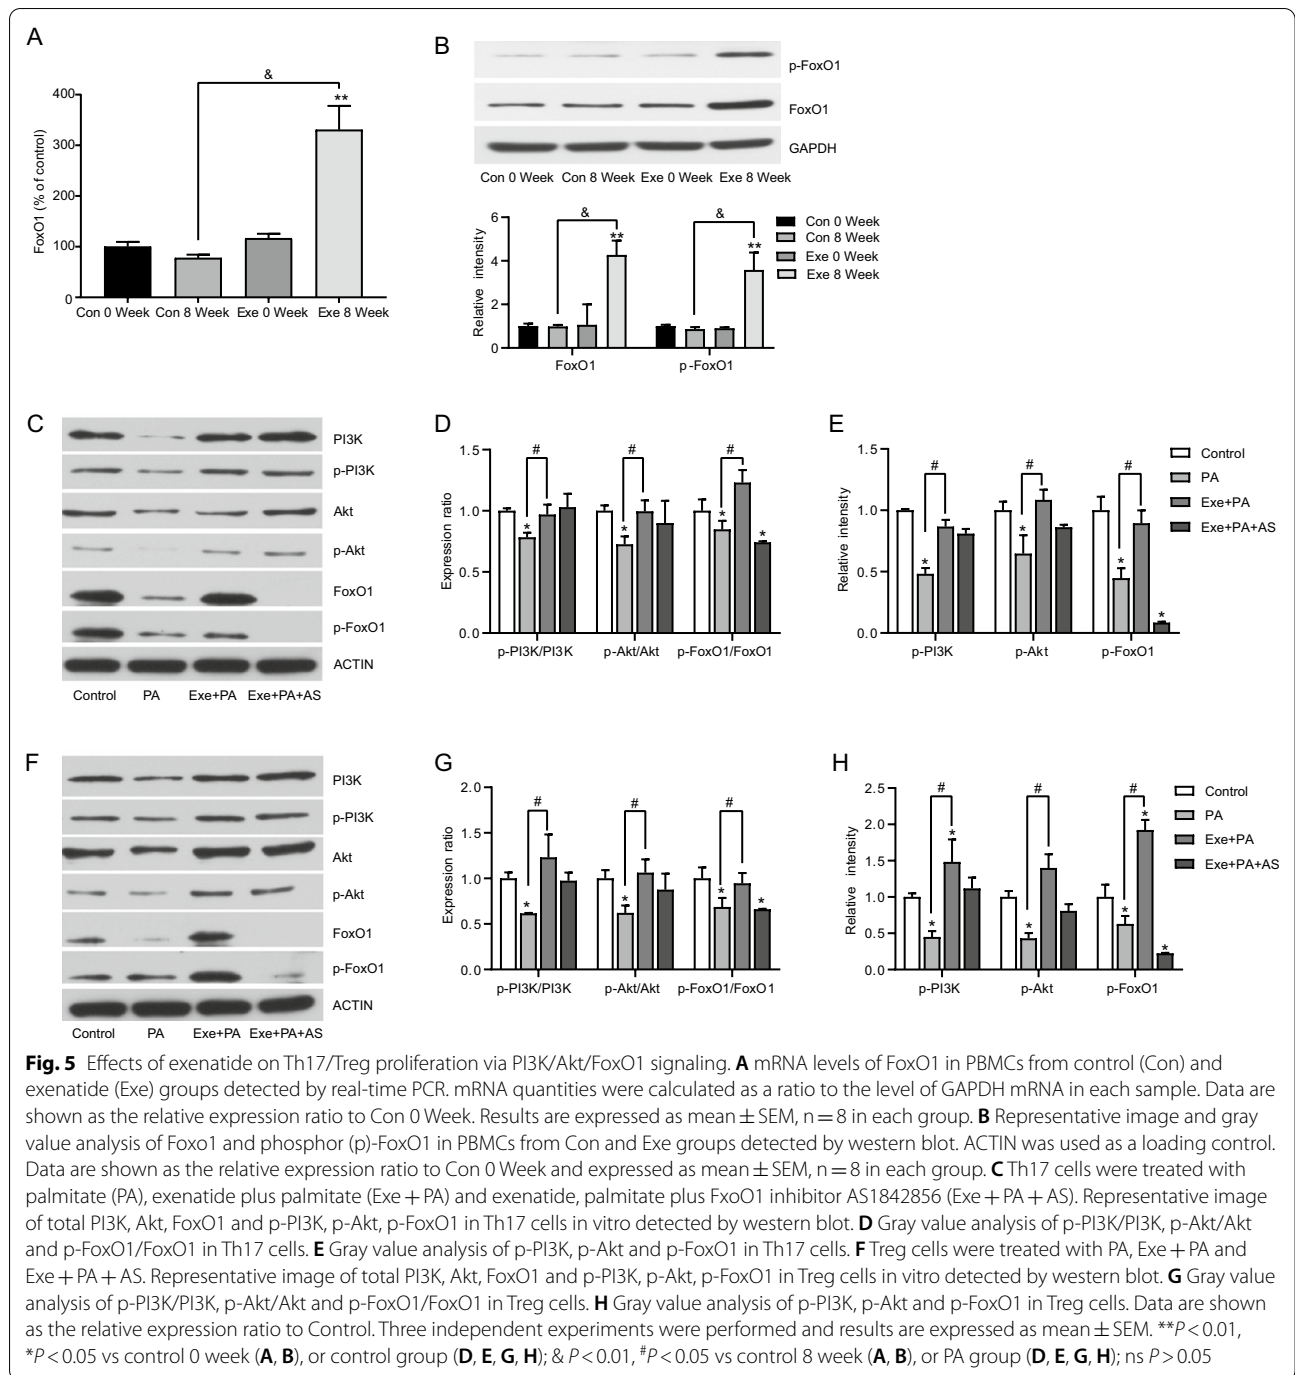 A
&
**
400
300
200
100
0
FoxO1 (% of control)
Con 0 Week Con 8 Week Exe 0 Week Exe 8 Week
B
p-FoxO1
FoxO1
GAPDH
Con 0 Week Con 8 Week Exe 0 Week Exe 8 Week
6
4
2
0
Relative intensity
& &
** **
FoxO1 p-FoxO1
Con 0 Week
Con 8 Week
Exe 0 Week
Exe 8 Week
C
PI3K
p-PI3K
Akt
p-Akt
FoxO1
p-FoxO1
ACTIN
Control PA Exe+PA Exe+PA+AS
D
1.5
1.0
0.5
0.0
Expression ratio
# # #
* * * *
p-PI3K/PI3K p-Akt/Akt p-FoxO1/FoxO1
E
1.5
1.0
0.5
0.0
Relative intensity
# # #
* * * *
p-PI3K p-Akt p-FoxO1
Control
PA
Exe+PA
Exe+PA+AS
F
PI3K
p-PI3K
Akt
p-Akt
FoxO1
p-FoxO1
ACTIN
Control PA Exe+PA Exe+PA+AS
G
2.0
1.5
1.0
0.5
0.0
Expression ratio
# # #
* * * *
p-PI3K/PI3K p-Akt/Akt p-FoxO1/FoxO1
H
2.5
2.0
1.5
1.0
0.5
0.0
Relative intensity
# # #
* * * * * *
p-PI3K p-Akt p-FoxO1
Control
PA
Exe+PA
Exe+PA+AS
Fig. 5 Effects of exenatide on Th17/Treg proliferation via PI3K/Akt/FoxO1 signaling. A mRNA levels of FoxO1 in PBMCs from control (Con) and
exenatide (Exe) groups detected by real-time PCR. mRNA quantities were calculated as a ratio to the level of GAPDH mRNA in each sample. Data are
shown as the relative expression ratio to Con 0 Week. Results are expressed as mean ± SEM, n = 8 in each group. B Representative image and gray
value analysis of Foxo1 and phosphor (p)-FoxO1 in PBMCs from Con and Exe groups detected by western blot. ACTIN was used as a loading control.
Data are shown as the relative expression ratio to Con 0 Week and expressed as mean ± SEM, n = 8 in each group. C Th17 cells were treated with
palmitate (PA), exenatide plus palmitate (Exe + PA) and exenatide, palmitate plus FxoO1 inhibitor AS1842856 (Exe + PA + AS). Representative image
of total PI3K, Akt, FoxO1 and p-PI3K, p-Akt, p-FoxO1 in Th17 cells in vitro detected by western blot. D Gray value analysis of p-PI3K/PI3K, p-Akt/Akt
and p-FoxO1/FoxO1 in Th17 cells. E Gray value analysis of p-PI3K, p-Akt and p-FoxO1 in Th17 cells. F Treg cells were treated with PA, Exe + PA and
Exe + PA + AS. Representative image of total PI3K, Akt, FoxO1 and p-PI3K, p-Akt, p-FoxO1 in Treg cells in vitro detected by western blot. G Gray value
analysis of p-PI3K/PI3K, p-Akt/Akt and p-FoxO1/FoxO1 in Treg cells. H Gray value analysis of p-PI3K, p-Akt and p-FoxO1 in Treg cells. Data are shown
as the relative expression ratio to Control. Three independent experiments were performed and results are expressed as mean ± SEM. **P < 0.01,
*P < 0.05 vs control 0 week (A, B), or control group (D, E, G, H); & P < 0.01, #P < 0.05 vs control 8 week (A, B), or PA group (D, E, G, H); ns P > 0.05